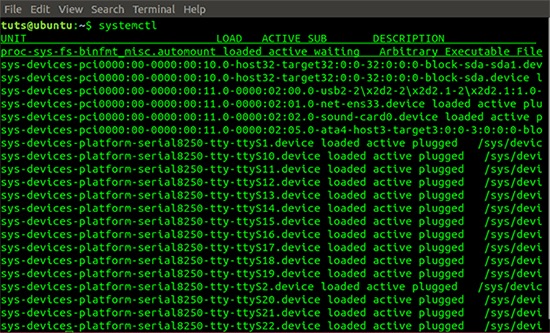 File Edit View Search Terminal Help
tuts@ubuntu:~$ systemctl
UNIT LOAD ACTIVE SUB DESCRIPTION
proc-sys-fs-binfmt_misc.automount loaded active waiting Arbitrary Executable File
sys-devices-pci0000:00-0000:00:10.0-host32-target32:0:0-32:0:0:0-block-sda-sda1.dev
sys-devices-pci0000:00-0000:00:10.0-host32-target32:0:0-32:0:0:0-block-sda.device l
sys-devices-pci0000:00-0000:00:11.0-0000:02:00.0-usb2-2\x2d2-2\x2d2.1-2\x2d2.1:1.0-
sys-devices-pci0000:00-0000:00:11.0-0000:02:01.0-net-ens33.device loaded active plu
sys-devices-pci0000:00-0000:00:11.0-0000:02:02.0-sound-card0.device loaded active p
sys-devices-pci0000:00-0000:00:11.0-0000:02:05.0-ata4-host3-target3:0:0-3:0:0:0-blo
sys-devices-platform-serial8250-tty-ttyS1.device loaded active plugged /sys/devic
sys-devices-platform-serial8250-tty-ttyS10.device loaded active plugged /sys/devi
sys-devices-platform-serial8250-tty-ttyS11.device loaded active plugged /sys/devi
sys-devices-platform-serial8250-tty-ttyS12.device loaded active plugged /sys/devi
sys-devices-platform-serial8250-tty-ttyS13.device loaded active plugged /sys/devi
sys-devices-platform-serial8250-tty-ttyS14.device loaded active plugged /sys/devi
sys-devices-platform-serial8250-tty-ttyS15.device loaded active plugged /sys/devi
sys-devices-platform-serial8250-tty-ttyS16.device loaded active plugged /sys/devi
sys-devices-platform-serial8250-tty-ttyS17.device loaded active plugged /sys/devi
sys-devices-platform-serial8250-tty-ttyS18.device loaded active plugged /sys/devi
sys-devices-platform-serial8250-tty-ttyS19.device loaded active plugged /sys/devi
sys-devices-platform-serial8250-tty-ttyS2.device loaded active plugged /sys/devic
sys-devices-platform-serial8250-tty-ttyS20.device loaded active plugged /sys/devi
sys-devices-platform-serial8250-tty-ttyS21.device loaded active plugged /sys/devi
sys-devices-platform-serial8250-tty-ttyS22.device loaded active plugged /sys/devi